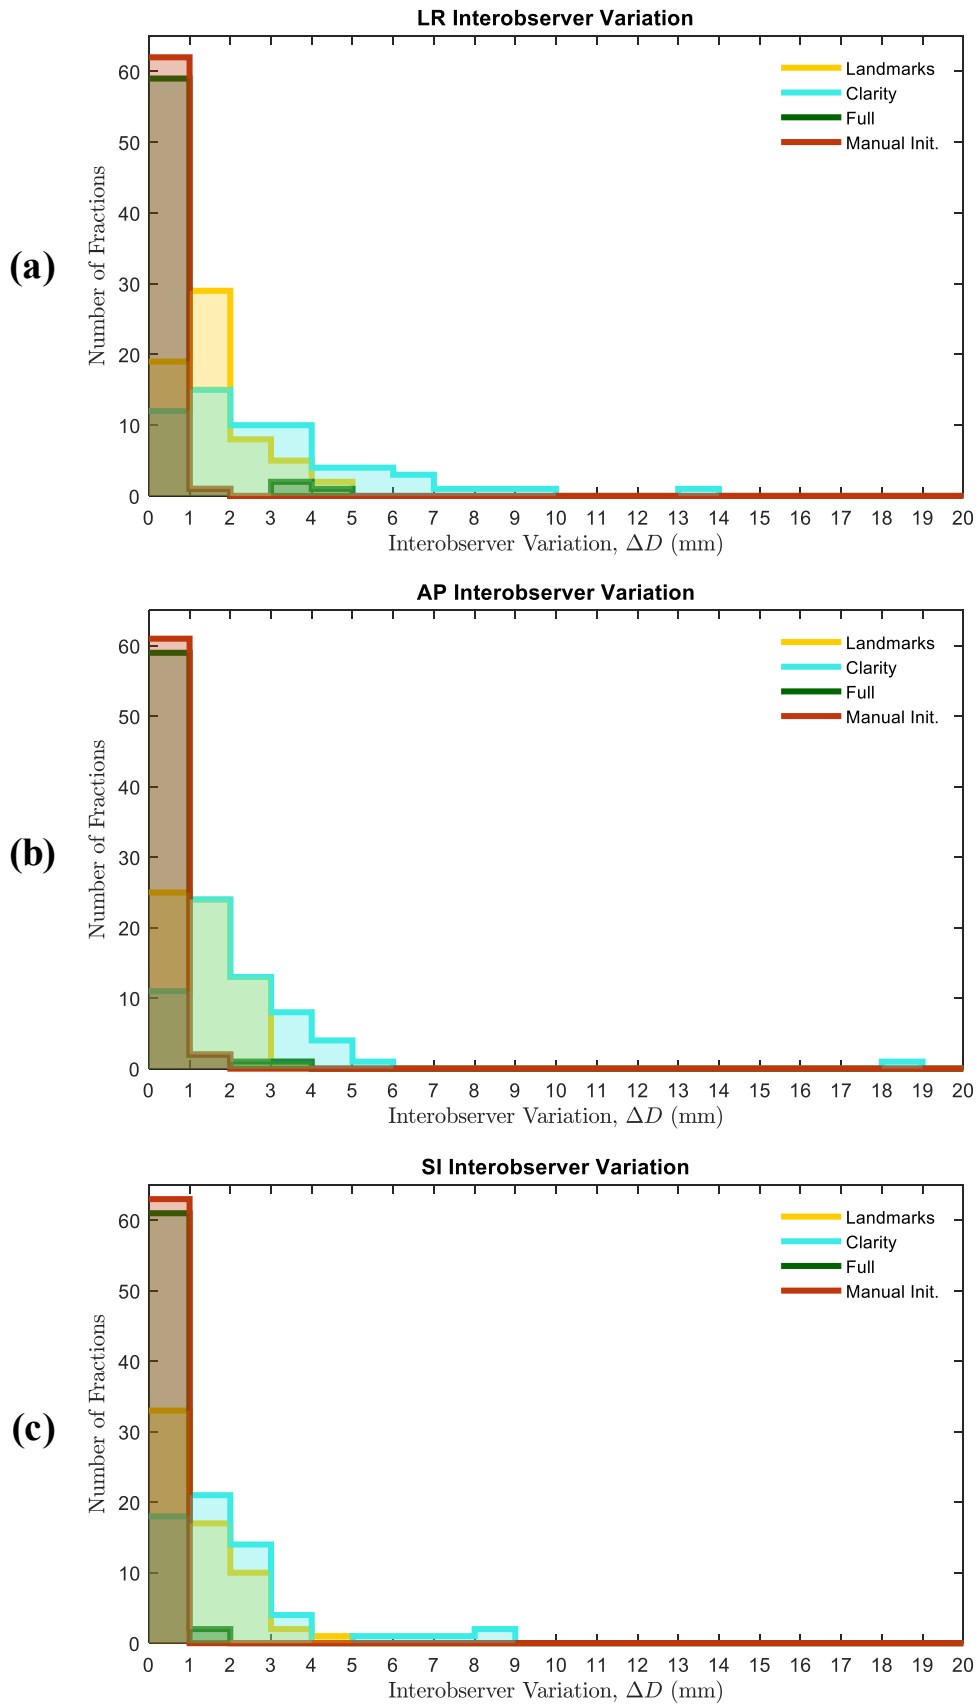 LR Interobserver Variation
60
50
40
30
20
10
0
Number of Fractions
(a)
Landmarks
Clarity
Full
Manual Init.
0 1 2 3 4 5 6 7 8 9 10 11 12 13 14 15 16 17 18 19 20
Interobserver Variation, ΔD (mm)
AP Interobserver Variation
60
50
40
30
20
10
0
Number of Fractions
(b)
Landmarks
Clarity
Full
Manual Init.
0 1 2 3 4 5 6 7 8 9 10 11 12 13 14 15 16 17 18 19 20
Interobserver Variation, ΔD (mm)
SI Interobserver Variation
60
50
40
30
20
10
0
Number of Fractions
(c)
Landmarks
Clarity
Full
Manual Init.
0 1 2 3 4 5 6 7 8 9 10 11 12 13 14 15 16 17 18 19 20
Interobserver Variation, ΔD (mm)